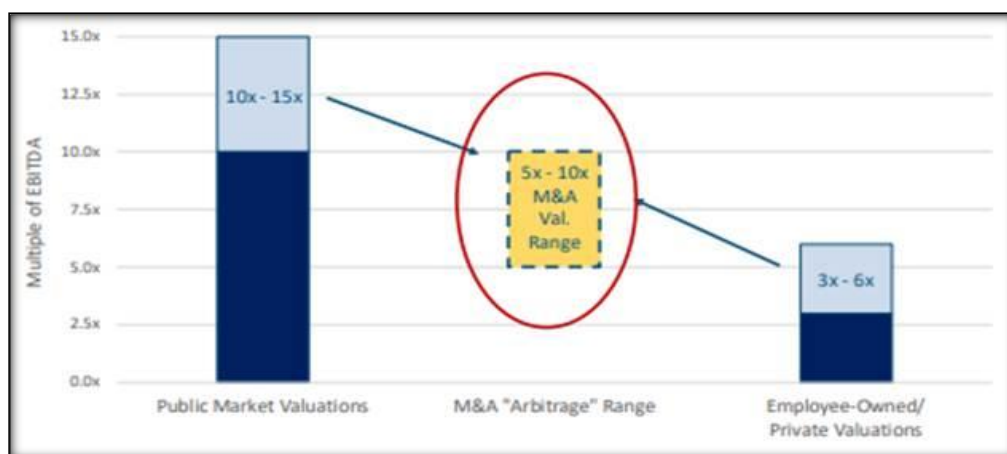 Multiple of EBITDA
15.0x
12.5x
10.0x
7.5x
5.0x
2.5x
0.0x
10x - 15x
5x - 10x
M&A
Val.
Range
3x - 6x
Public Market Valuations
M&A "Arbitrage" Range
Employee-Owned/
Private Valuations